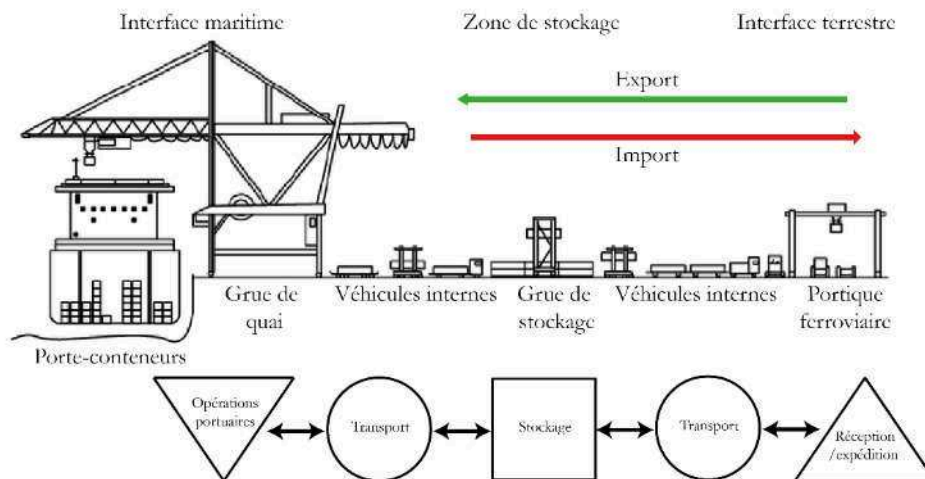 Interface maritime
Zone de stockage
Interface terrestre
Export
Import
Grue de
quai
Véhicules internes
Grue de
stockage
Véhicules internes
Portique
ferroviaire
Porte-conteneurs
Opérations
portuaires
Transport
Stockage
Transport
Réception
/expédition